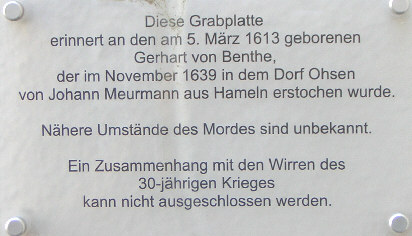 Diese Grabplatte
erinnert an den am 5. März 1613 geborenen
Gerhart von Benthe,
der im November 1639 in dem Dorf Ohsen
von Johann Meurmann aus Hameln erstochen wurde.
Nähere Umstände des Mordes sind unbekannt.
Ein Zusammenhang mit den Wirren des
30-jährigen Krieges
kann nicht ausgeschlossen werden.